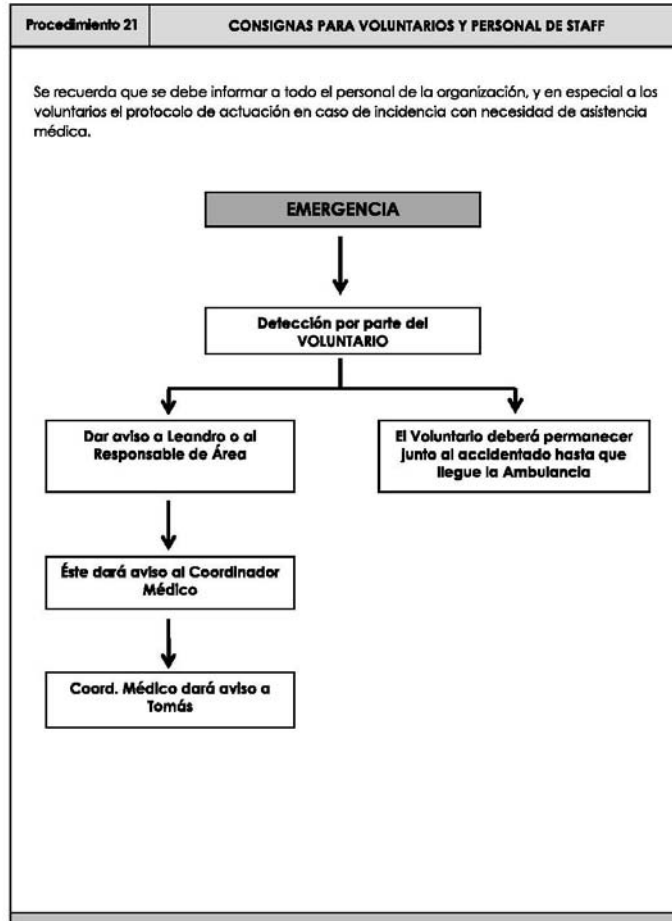 Procedimiento 21
CONSIGNAS PARA VOLUNTARIOS Y PERSONAL DE STAFF
Se recuerda que se debe informar a todo el personal de la organización, y en especial a los
voluntarios el protocolo de actuación en caso de incidencia con necesidad de asistencia
médica.
EMERGENCIA
Detección por parte del
VOLUNTARIO
Dar aviso a Leandro o al
Responsable de Área
El Voluntario deberá permanecer
junto al accidentado hasta que
llegue la Ambulancia
Éste dará aviso al Coordinador
Médico
Coord. Médico dará aviso a
Tomás